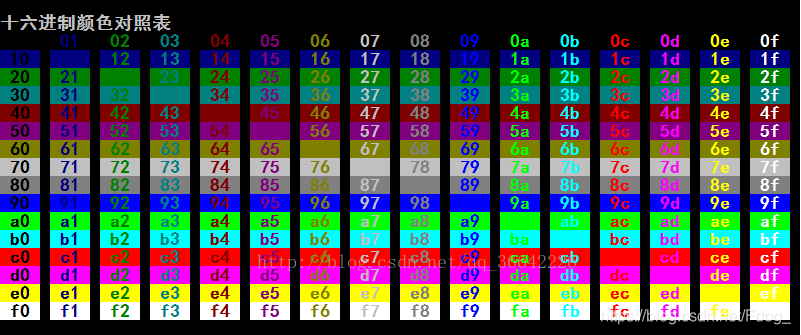 十六进制颜色对照表
01 02 03 04 05 06 07 08 09 0a 0b 0c 0d 0e 0f
10 12 13 14 15 16 17 18 19 1a 1b 1c 1d 1e 1f
20 21 23 24 25 26 27 28 29 2a 2b 2c 2d 2e 2f
30 31 32 34 35 36 37 38 39 3a 3b 3c 3d 3e 3f
40 41 42 43 45 46 47 48 49 4a 4b 4c 4d 4e 4f
50 51 52 53 54 56 57 58 59 5a 5b 5c 5d 5e 5f
60 61 62 63 64 65 67 68 69 6a 6b 6c 6d 6e 6f
70 71 72 73 74 75 76 78 79 7a 7b 7c 7d 7e 7f
80 81 82 83 84 85 86 87 89 8a 8b 8c 8d 8e 8f
90 91 92 93 94 95 96 97 98 9a 9b 9c 9d 9e 9f
a0 a1 a2 a3 a4 a5 a6 a7 a8 a9 ab ac ad ae af
b0 b1 b2 b3 b4 b5 b6 b7 b8 b9 ba bc bd be bf
c0 c1 c2 c3 c4 c5 c6 c7 c8 c9 ca cb cd ce cf
d0 d1 d2 d3 d4 d5 d6 d7 d8 d9 da db dc de df
e0 e1 e2 e3 e4 e5 e6 e7 e8 e9 ea eb ec ed ef
f0 f1 f2 f3 f4 f5 f6 f7 f8 f9 fa fb fc fd fe